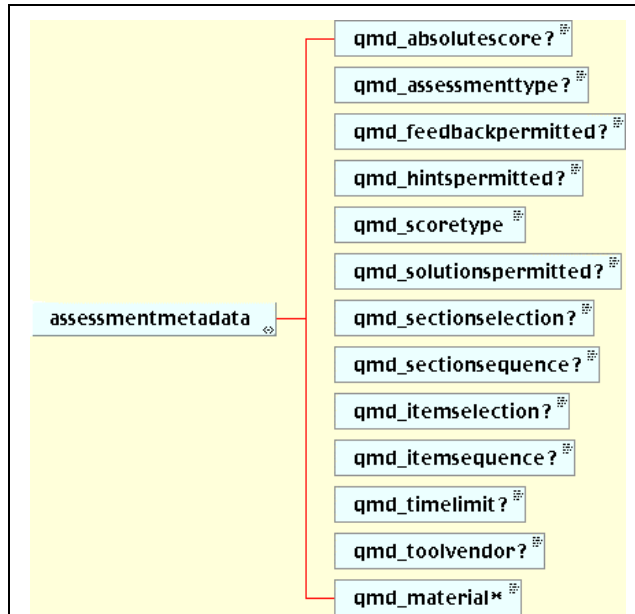 qmd_absolutescore?
qmd_assessmenttype?
qmd_feedbackpermitted?
qmd_hintspermitted?
qmd_scoretype
qmd_solutionspermitted?
assessmentmetadata
qmd_sectionselection?
qmd_sectionsequence?
qmd_itemselection?
qmd_itemsequence?
qmd_timelimit?
qmd_toolvendor?
qmd_material*